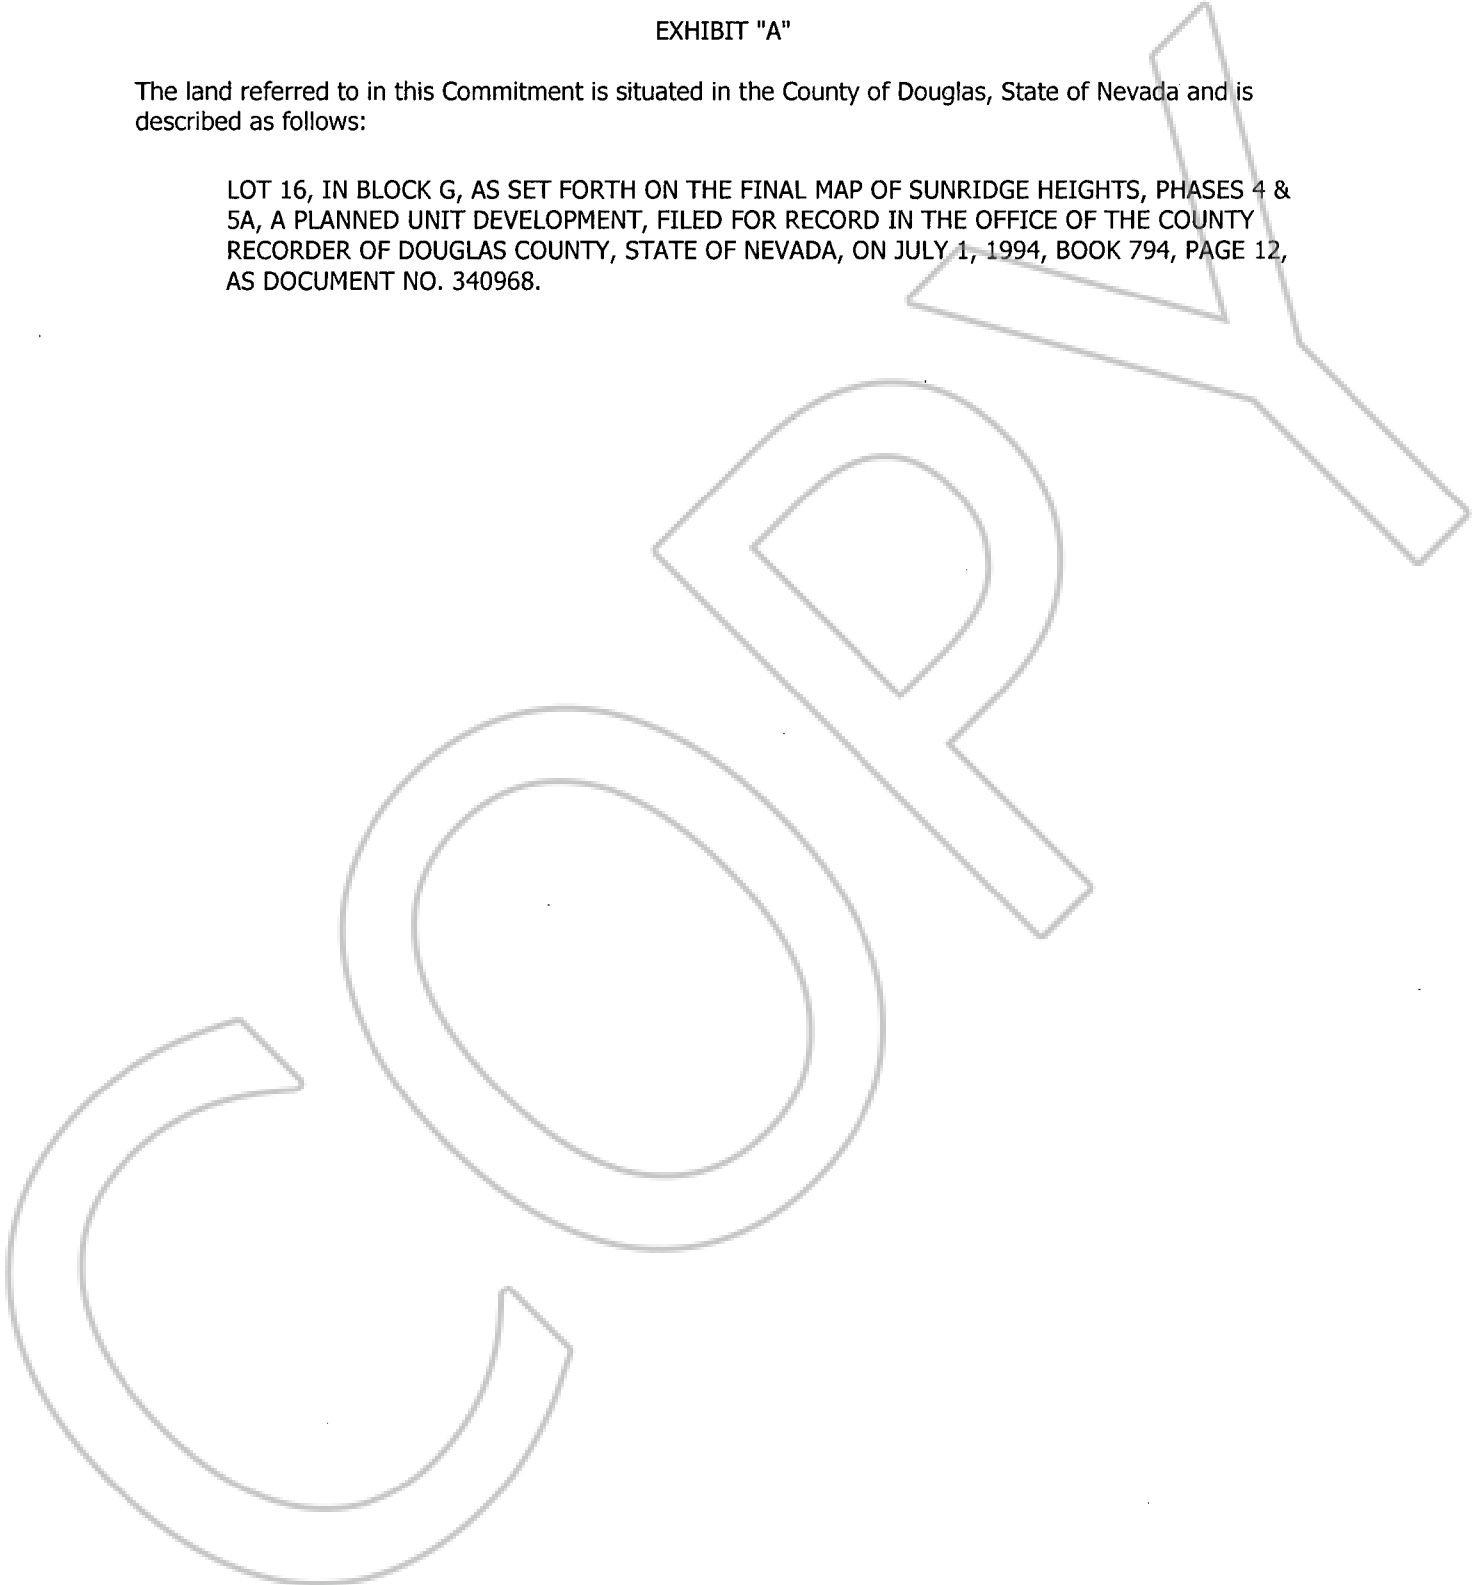 EXHIBIT "A"
The land referred to in this Commitment is situated in the County of Douglas, State of Nevada and is
described as follows:
LOT 16, IN BLOCK G, AS SET FORTH ON THE FINAL MAP OF SUNRIDGE HEIGHTS, PHASES 4 &
5A, A PLANNED UNIT DEVELOPMENT, FILED FOR RECORD IN THE OFFICE OF THE COUNTY
RECORDER OF DOUGLAS COUNTY, STATE OF NEVADA, ON JULY 1, 1994, BOOK 794, PAGE 12,
AS DOCUMENT NO. 340968.
COPY